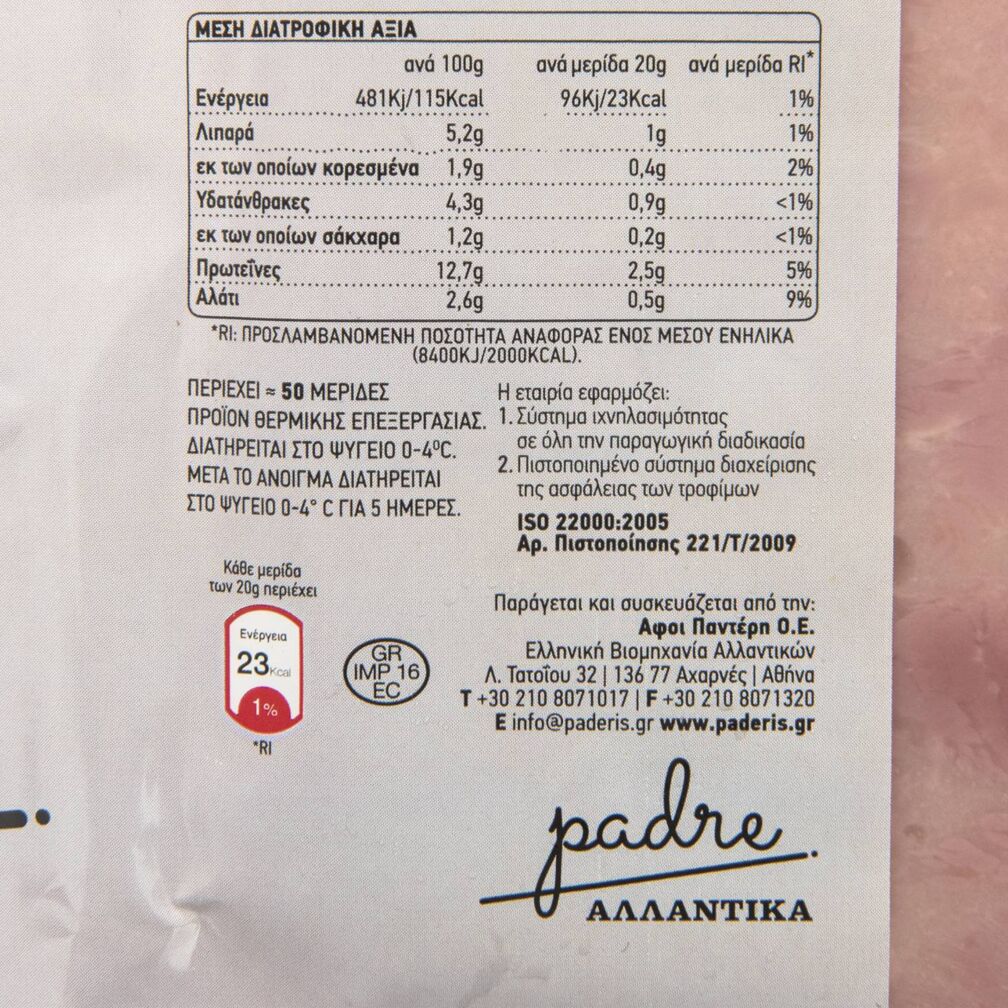 ΜΕΣΗ ΔΙΑΤΡΟΦΙΚΗ ΑΞΙΑ
ανά 100g ανά μερίδα 20g ανά μερίδα RI*
Ενέργεια 481Kj/115Kcal 96Kj/23Kcal 1%
Λιπαρά 5,2g 1g 1%
εκ των οποίων κορεσμένα 1,9g 0,4g 2%
Υδατάνθρακες 4,3g 0,9g <1%
εκ των οποίων σάκχαρα 1,2g 0,2g <1%
Πρωτεΐνες 12,7g 2,5g 5%
Αλάτι 2,6g 0,5g 9%
*RI: ΠΡΟΣΛΑΜΒΑΝΟΜΕΝΗ ΠΟΣΟΤΗΤΑ ΑΝΑΦΟΡΑΣ ΕΝΟΣ ΜΕΣΟΥ ΕΝΗΛΙΚΑ
(8400KJ/2000KCAL).
ΠΕΡΙΕΧΕΙ ≈ 50 ΜΕΡΙΔΕΣ
ΠΡΟΪΟΝ ΘΕΡΜΙΚΗΣ ΕΠΕΞΕΡΓΑΣΙΑΣ.
ΔΙΑΤΗΡΕΙΤΑΙ ΣΤΟ ΨΥΓΕΙΟ 0-4°C.
ΜΕΤΑ ΤΟ ΑΝΟΙΓΜΑ ΔΙΑΤΗΡΕΙΤΑΙ
ΣΤΟ ΨΥΓΕΙΟ 0-4° C ΓΙΑ 5 ΗΜΕΡΕΣ.
Η εταιρία εφαρμόζει:
1. Σύστημα ιχνηλασιμότητας
σε όλη την παραγωγική διαδικασία
2. Πιστοποιημένο σύστημα διαχείρισης
της ασφάλειας των τροφίμων
ISO 22000:2005
Αρ. Πιστοποίησης 221/Τ/2009
Κάθε μερίδα
των 20g περιέχει
Ενέργεια
23Kcal
1%
*RI
GR
IMP 16
EC
Παράγεται και συσκευάζεται από την:
Αφοι Παντέρη Ο.Ε.
Ελληνική Βιομηχανία Αλλαντικών
Λ. Τατοΐου 32 | 136 77 Αχαρνές | Αθήνα
T +30 210 8071017 | F +30 210 8071320
E info@paderis.gr www.paderis.gr
padre
ΑΛΛΑΝΤΙΚΑ